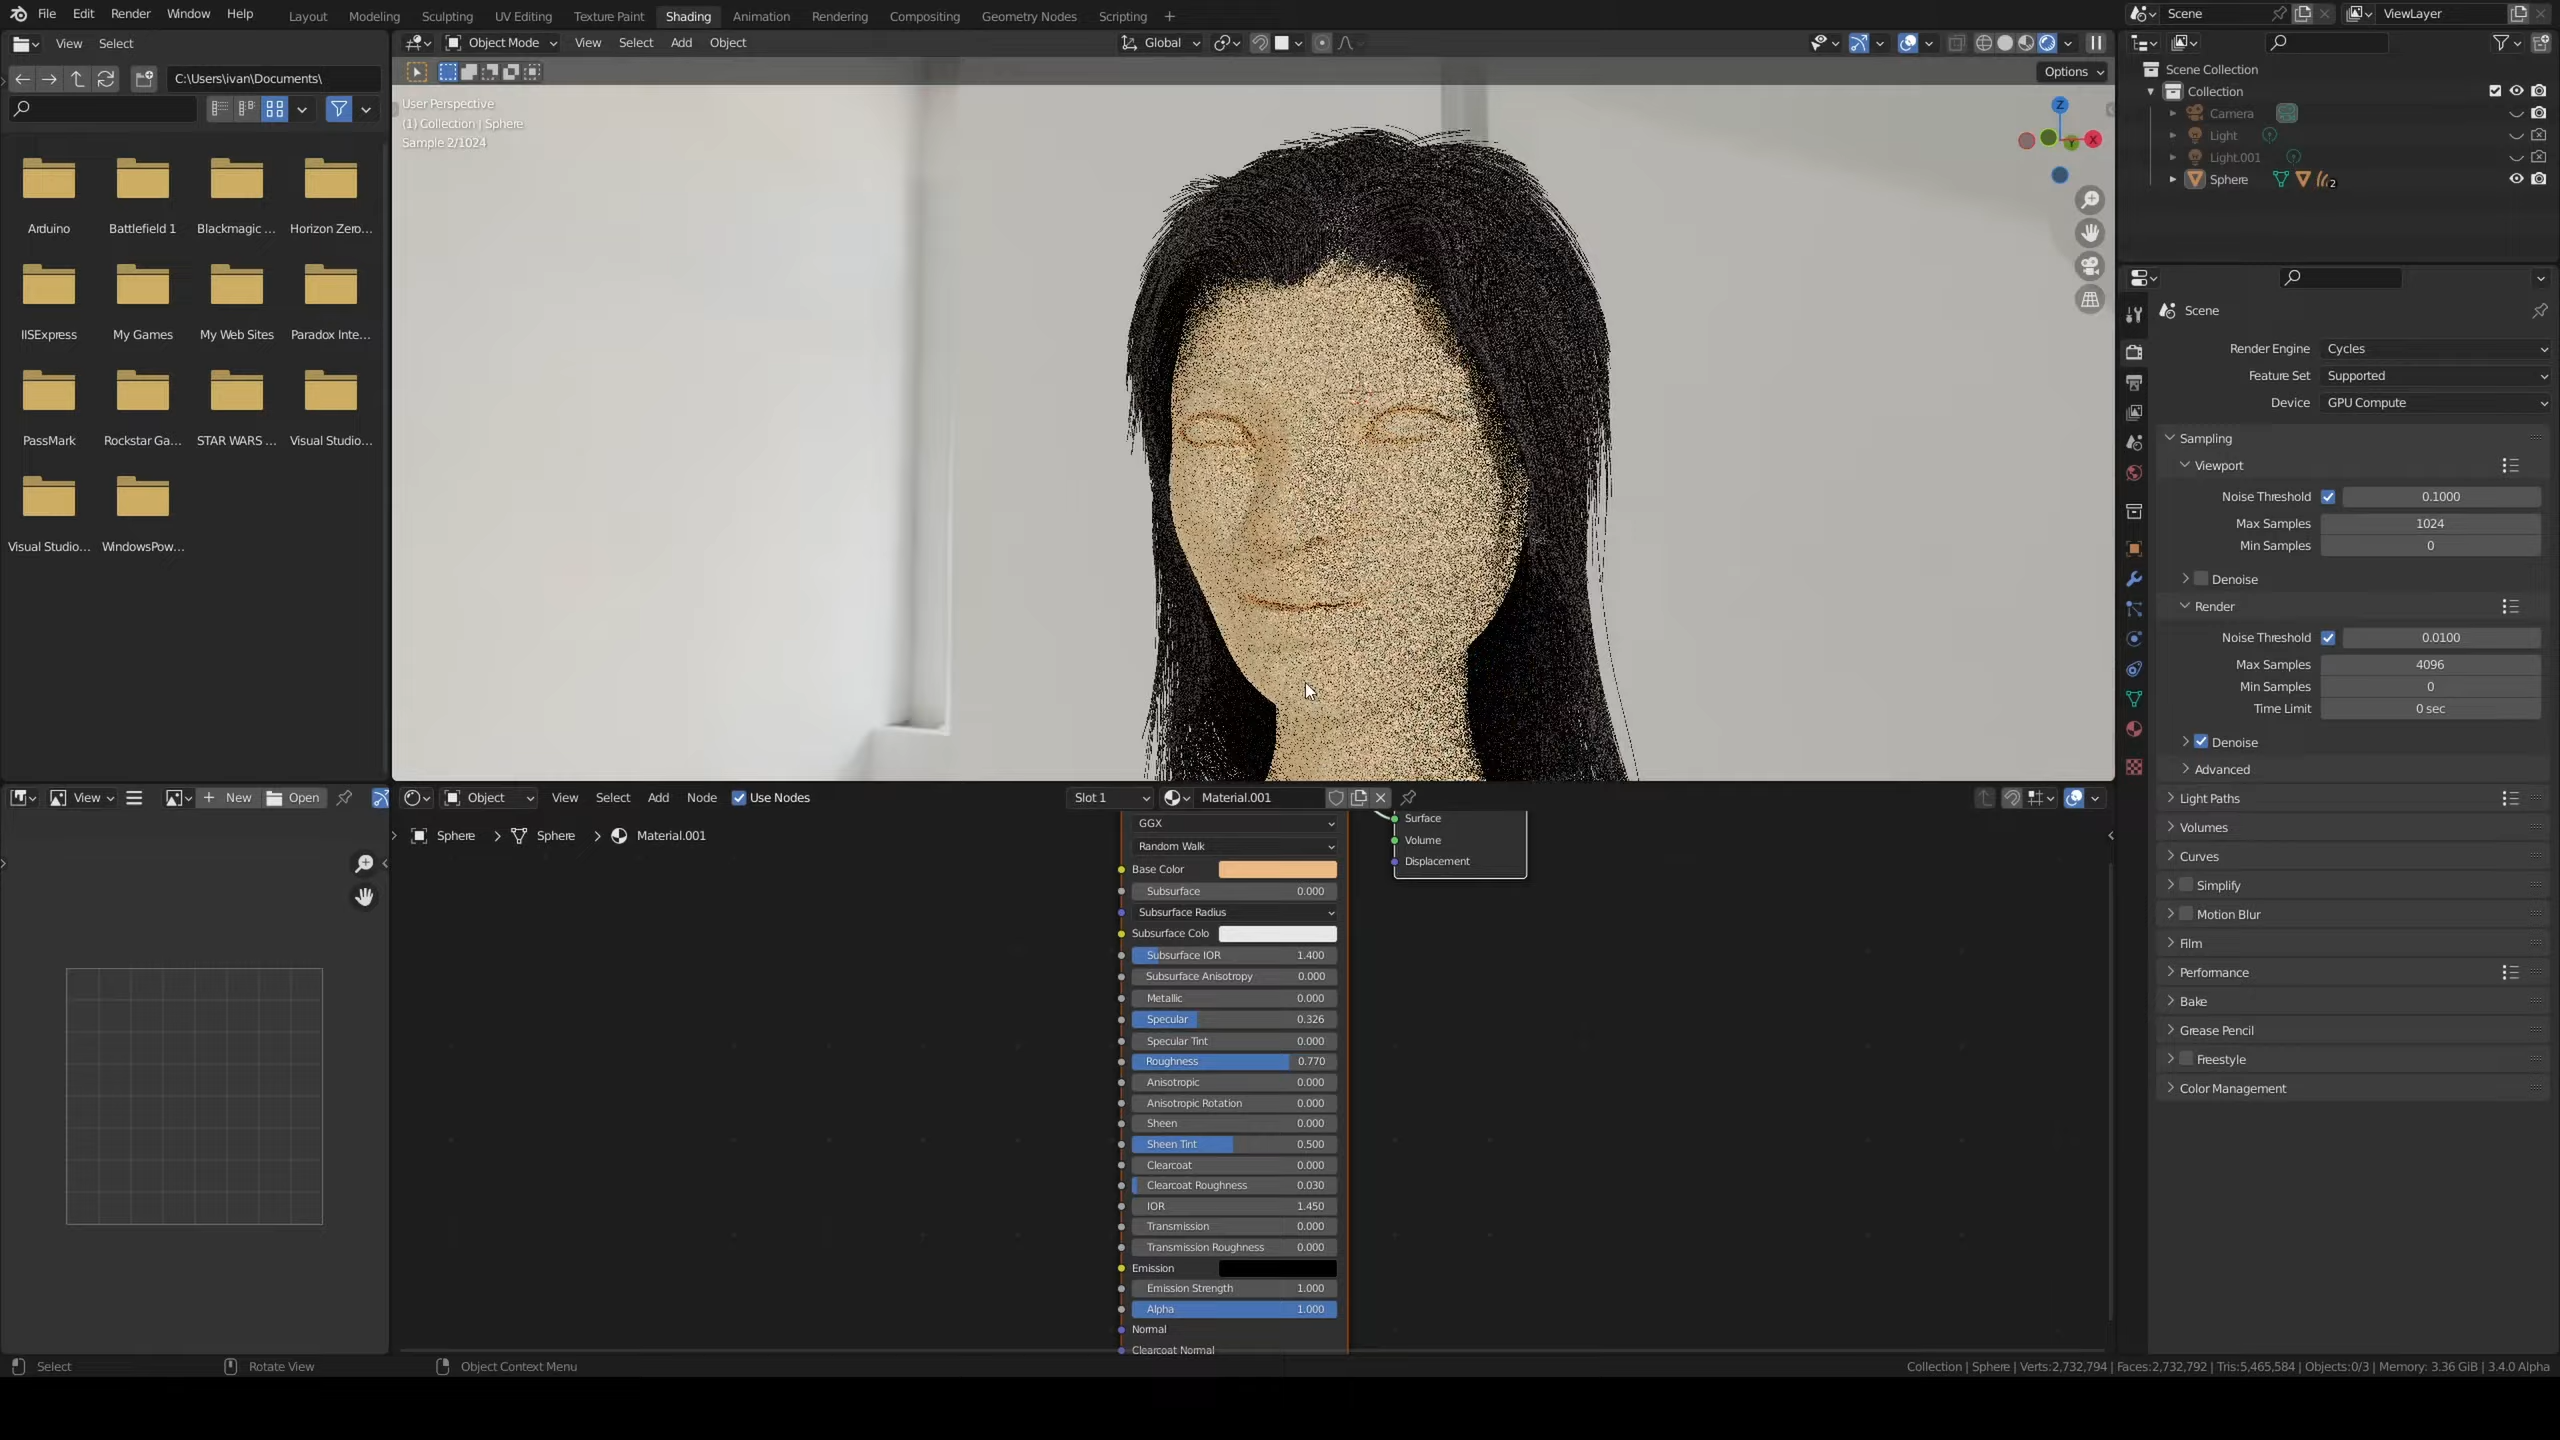 File Edit Render Window Help Layout Modeling Sculpting UV Editing Texture Paint Shading Animation Rendering Compositing Geometry Nodes Scripting + Scene ViewLayer
View Select Object Mode View Select Add Object Global
C:\Users\ivan\Documents\
Options
User Perspective
(1) Collection | Sphere
Sample 2/1024
Z
X
Y
Arduino Battlefield 1 Blackmagic ... Horizon Zero...
IISExpress My Games My Web Sites Paradox Inte...
PassMark Rockstar Ga... STAR WARS ... Visual Studio...
Visual Studio... WindowsPow...
Scene Collection
Collection
Camera
Light
Light.001
Sphere 2
Scene
Render Engine Cycles
Feature Set Supported
Device GPU Compute
Sampling
Viewport
Noise Threshold 0.1000
Max Samples 1024
Min Samples 0
Denoise
Render
Noise Threshold 0.0100
Max Samples 4096
Min Samples 0
Time Limit 0 sec
Denoise
Advanced
Light Paths
Volumes
Curves
Simplify
Motion Blur
Film
Performance
Bake
Grease Pencil
Freestyle
Color Management
View + New Open Object View Select Add Node Use Nodes Slot 1 Material.001
Sphere > Sphere > Material.001
GGX
Random Walk
Base Color
Subsurface 0.000
Subsurface Radius
Subsurface Colo
Subsurface IOR 1.400
Subsurface Anisotropy 0.000
Metallic 0.000
Specular 0.326
Specular Tint 0.000
Roughness 0.770
Anisotropic 0.000
Anisotropic Rotation 0.000
Sheen 0.000
Sheen Tint 0.500
Clearcoat 0.000
Clearcoat Roughness 0.030
IOR 1.450
Transmission 0.000
Transmission Roughness 0.000
Emission
Emission Strength 1.000
Alpha 1.000
Normal
Clearcoat Normal
Surface
Volume
Displacement
Select Rotate View Object Context Menu Collection | Sphere | Verts:2,732,794 | Faces:2,732,792 | Tris:5,465,584 | Objects:0/3 | Memory: 3.36 GiB | 3.4.0 Alpha